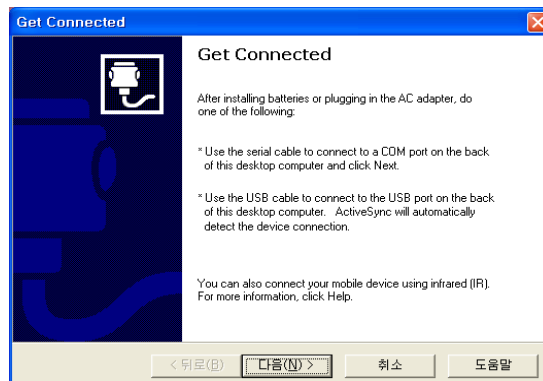 Get Connected
Get Connected
After installing batteries or plugging in the AC adapter, do
one of the following:
* Use the serial cable to connect to a COM port on the back
of this desktop computer and click Next.
* Use the USB cable to connect to the USB port on the back
of this desktop computer. ActiveSync will automatically
detect the device connection.
You can also connect your mobile device using infrared (IR).
For more information, click Help.
< 뒤로(B) 다음(N) > 취소 도움말